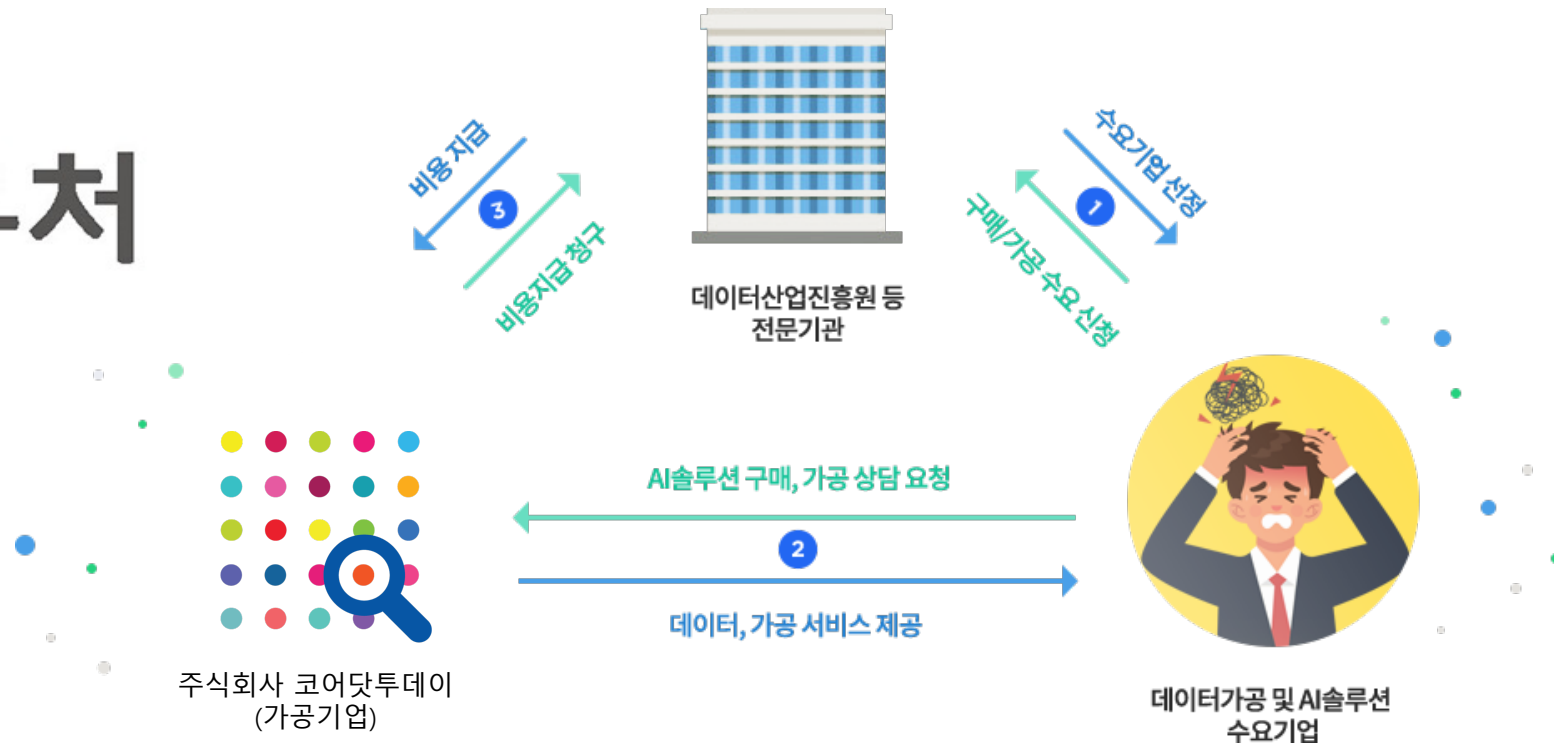 처
비용 지급
3
비용지급 청구
수요기업 선정
1
구매/가공 수요 신청
데이터산업진흥원 등
전문기관
AI솔루션 구매, 가공 상담 요청
2
데이터, 가공 서비스 제공
주식회사 코어닷투데이
(가공기업)
데이터가공 및 AI솔루션
수요기업